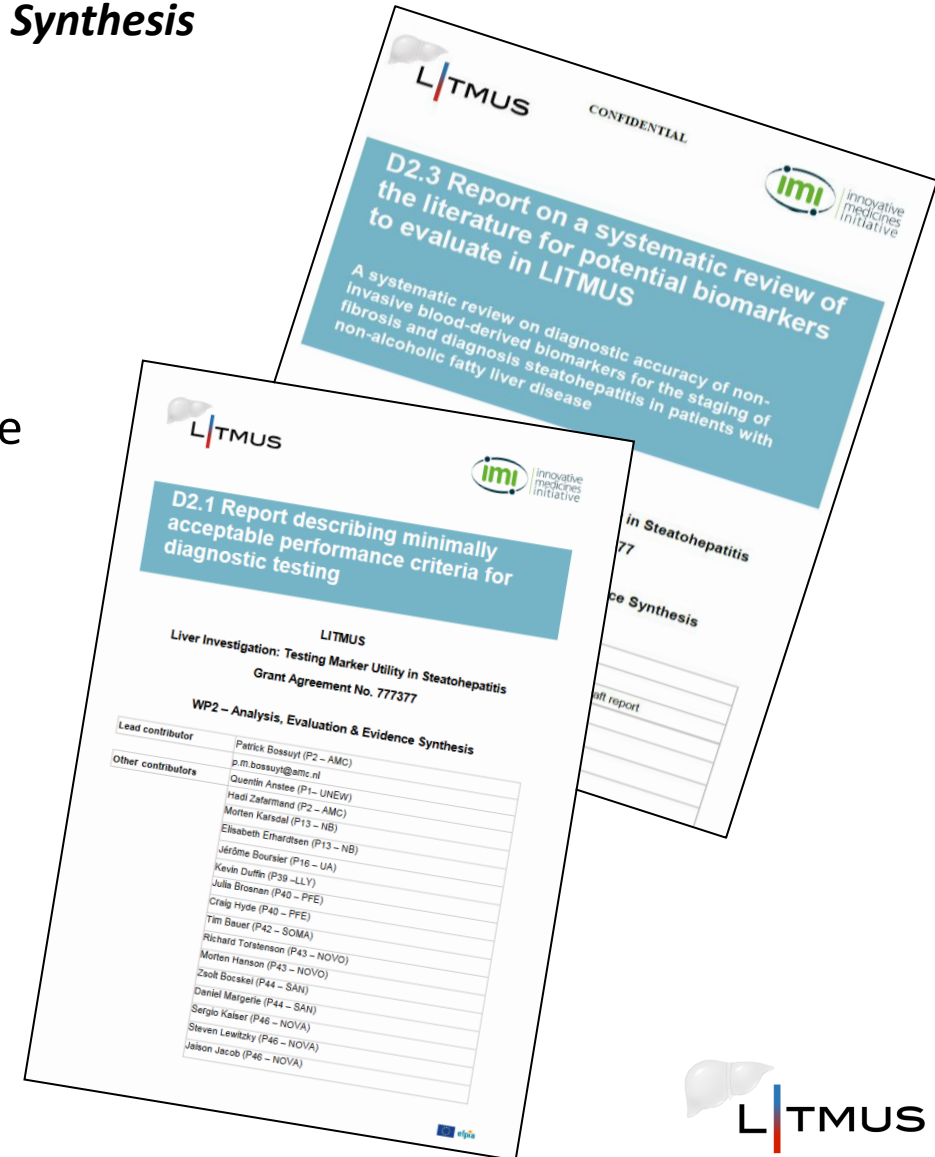 Synthesis
LITMUS
CONFIDENTIAL
imi innovative
medicines
initiative
D2.3 Report on a systematic review of
the literature for potential biomarkers
to evaluate in LITMUS
A systematic review on diagnostic accuracy of non-
invasive blood-derived biomarkers for the staging of
fibrosis and diagnosis steatohepatitis in patients with
non-alcoholic fatty liver disease
in Steatohepatitis
77
ce Synthesis
aft report
e
LITMUS
imi innovative
medicines
initiative
D2.1 Report describing minimally
acceptable performance criteria for
diagnostic testing
LITMUS
Liver Investigation: Testing Marker Utility in Steatohepatitis
Grant Agreement No. 777377
WP2 – Analysis, Evaluation & Evidence Synthesis
Lead contributor Patrick Bossuyt (P2 – AMC)
p.m.bossuyt@amc.nl
Other contributors Quentin Anstee (P1– UNEW)
Hadi Zafarmand (P2 – AMC)
Morten Karsdal (P13 – NB)
Elisabeth Erhardtsen (P13 – NB)
Jérôme Boursier (P16 – UA)
Kevin Duffin (P39 –LLY)
Julia Brosnan (P40 – PFE)
Craig Hyde (P40 – PFE)
Tim Bauer (P42 – SOMA)
Richard Torstenson (P43 – NOVO)
Morten Hanson (P43 – NOVO)
Zsolt Bocskei (P44 – SAN)
Daniel Margerie (P44 – SAN)
Sergio Kaiser (P46 – NOVA)
Steven Lewitzky (P46 – NOVA)
Jaison Jacob (P46 – NOVA)
efpia
LITMUS